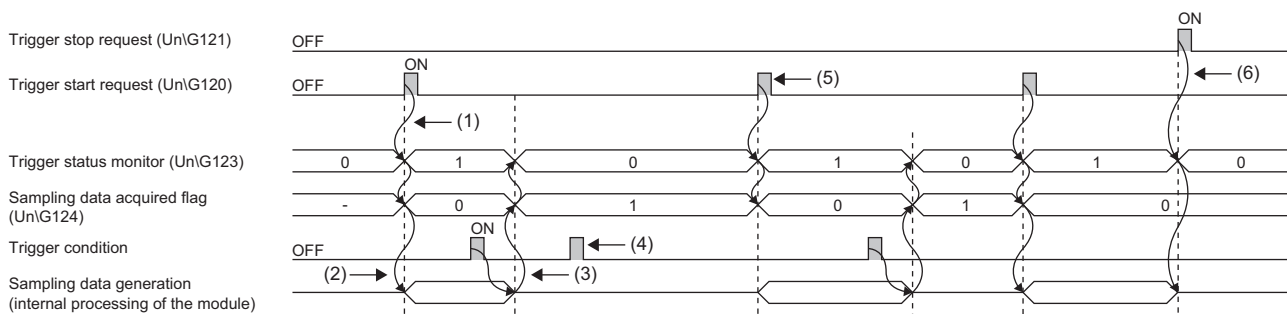 ON
Trigger stop request (Un\G121)
OFF
ON
(5)
(6)
Trigger start request (Un\G120)
OFF
(1)
Trigger status monitor (Un\G123)
0 1 0 1 0 1 0
Sampling data acquired flag
(Un\G124)
- 0 1 0 1 0
ON
Trigger condition
OFF
(4)
(2)
(3)
Sampling data generation
(internal processing of the module)